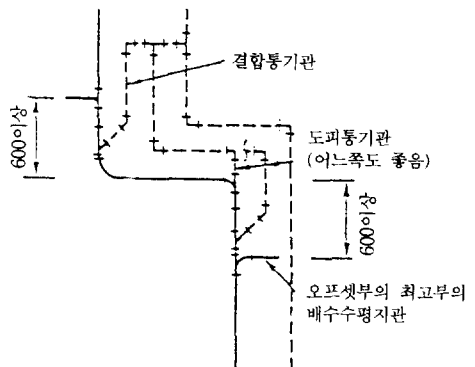 결합통기관
600이상
도피통기관
(어느쪽도 좋음)
600이상
오프셋부의 최고부의
배수수평지관